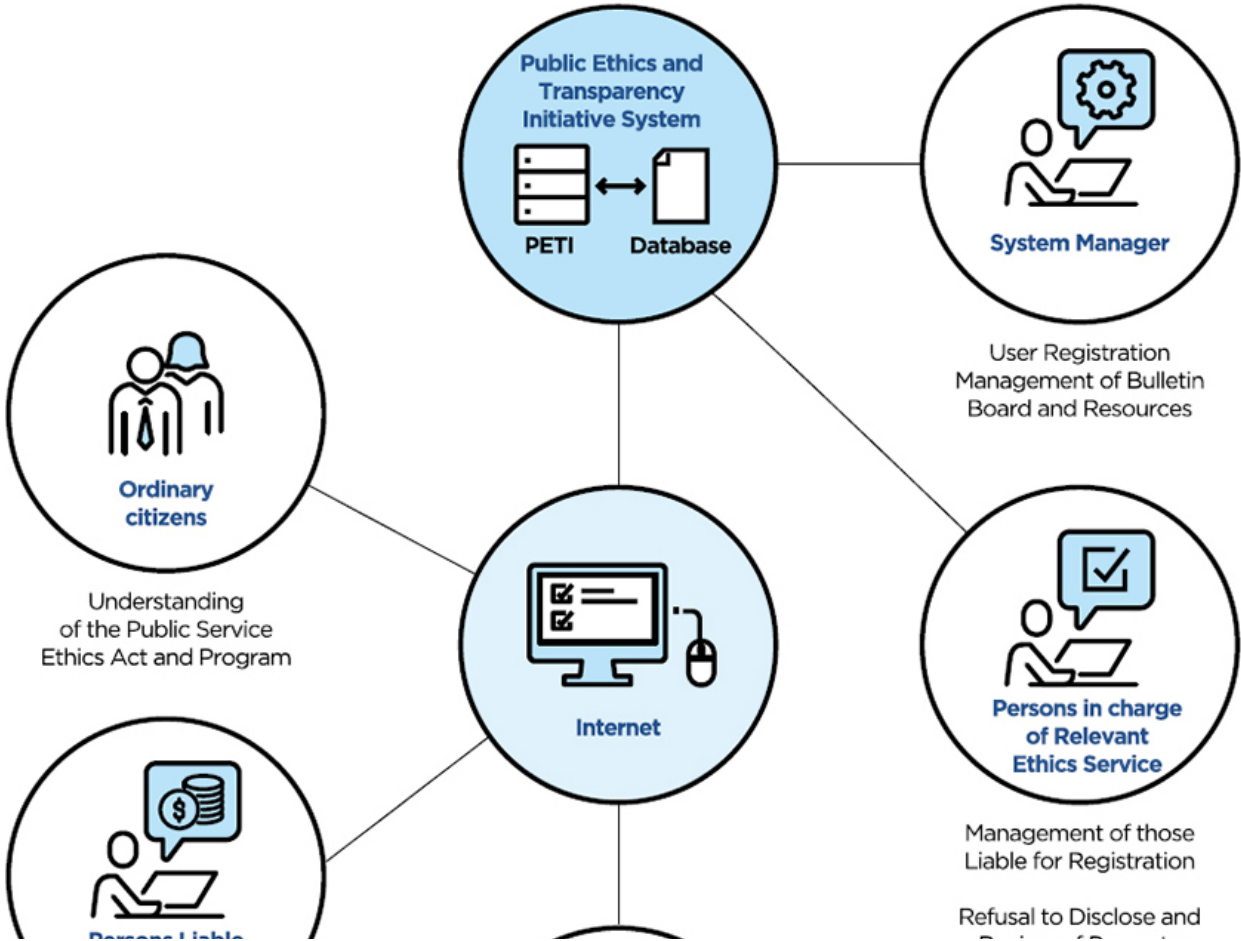 Public Ethics and
Transparency
Initiative System
PETI
Database
System Manager
User Registration
Management of Bulletin
Board and Resources
Ordinary
citizens
Understanding
of the Public Service
Ethics Act and Program
Internet
Persons in charge
of Relevant
Ethics Service
Management of those
Liable for Registration
Refusal to Disclose and
$
Persons Liable